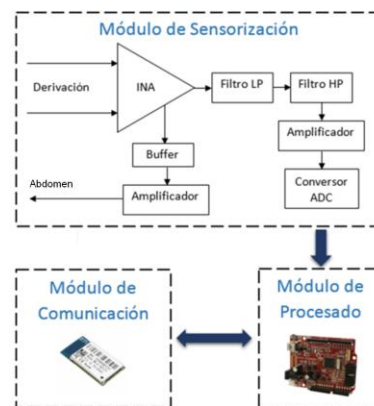 Módulo de Sensorización
Derivación
INA
Filtro LP
Filtro HP
Amplificador
Buffer
Abdomen
Amplificador
Conversor
ADC
Módulo de
Comunicación
Módulo de
Procesado